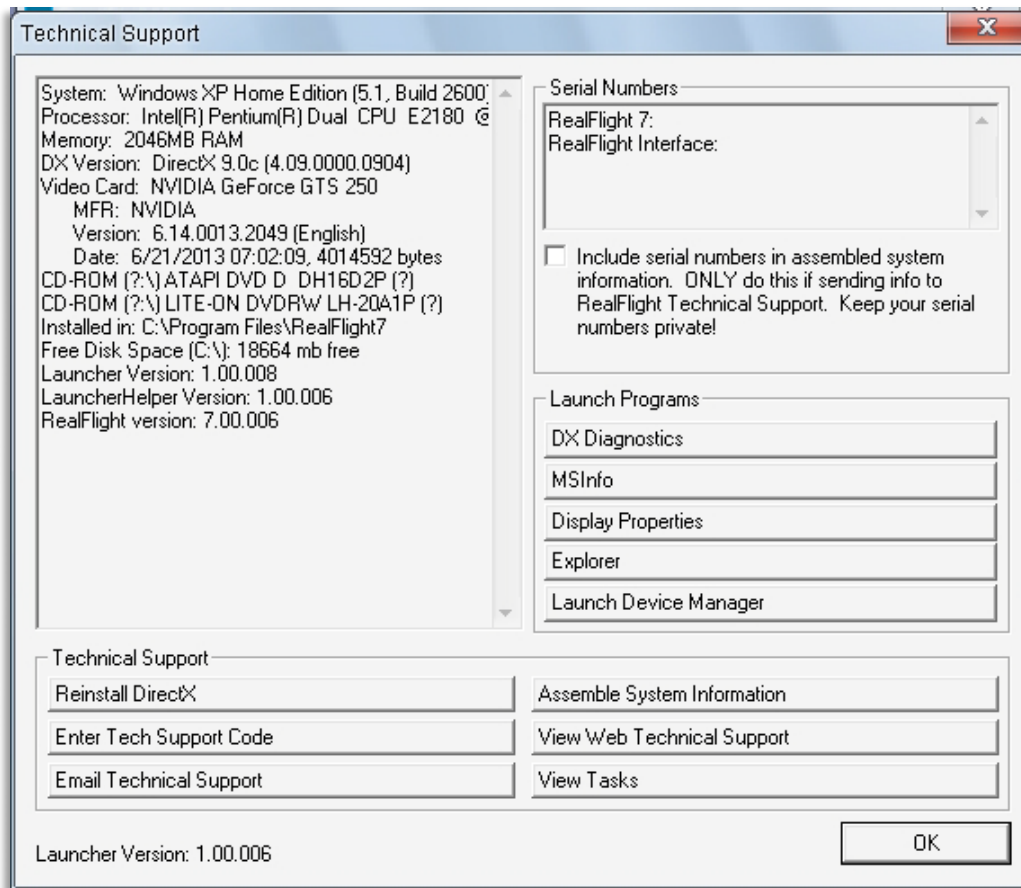 Technical Support
System: Windows XP Home Edition (5.1, Build 2600)
Processor: Intel(R) Pentium(R) Dual CPU E2180 @
Memory: 2046MB RAM
DX Version: DirectX 9.0c (4.09.0000.0904)
Video Card: NVIDIA GeForce GTS 250
MFR: NVIDIA
Version: 6.14.0013.2049 (English)
Date: 6/21/2013 07:02:09, 4014592 bytes
CD-ROM (?:\) ATAPI DVD D DH16D2P (?)
CD-ROM (?:\) LITE-ON DVDRW LH-20A1P (?)
Installed in: C:\Program Files\RealFlight7
Free Disk Space (C:\): 18664 mb free
Launcher Version: 1.00.008
LauncherHelper Version: 1.00.006
RealFlight version: 7.00.006
Serial Numbers
RealFlight 7:
RealFlight Interface:
Include serial numbers in assembled system
information. ONLY do this if sending info to
RealFlight Technical Support. Keep your serial
numbers private!
Launch Programs
DX Diagnostics
MSInfo
Display Properties
Explorer
Launch Device Manager
Technical Support
Reinstall DirectX
Assemble System Information
Enter Tech Support Code
View Web Technical Support
Email Technical Support
View Tasks
Launcher Version: 1.00.006
OK